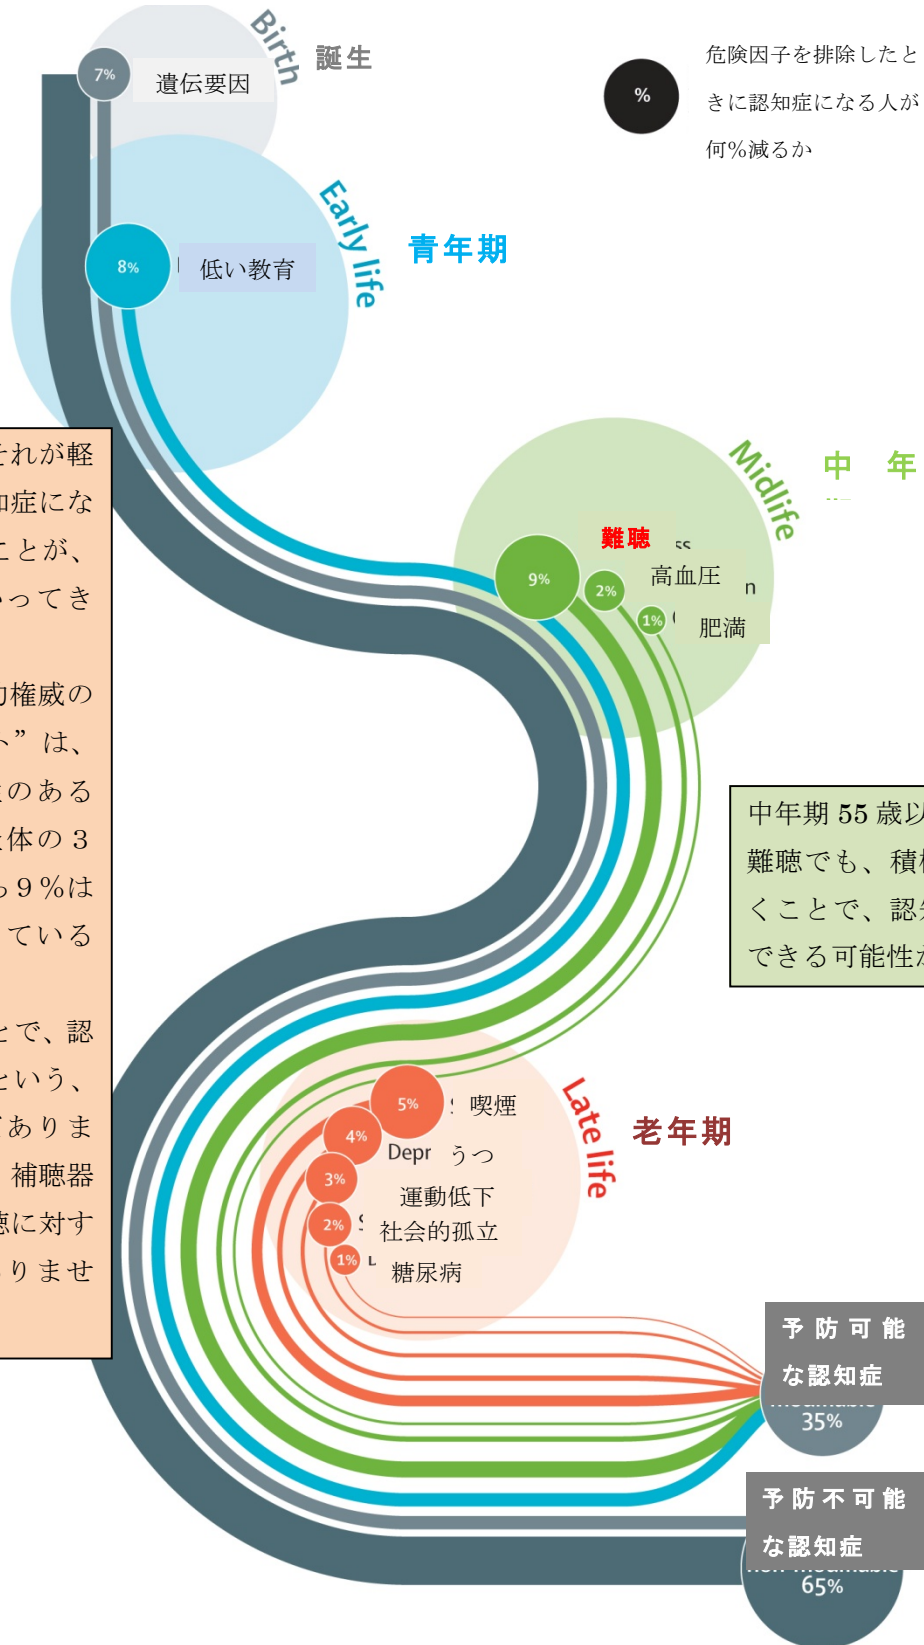 Birth
誕生
7%
遺伝要因
%
危険因子を排除したと
きに認知症になる人が
何%減るか
Early life
青年期
8%
低い教育
Midlife
中 年
難聴
9%
高血圧
2%
肥満
1%
それが軽
知症にな
ことが、
かってき
的権威の
ト”は、
性のある
全体の３
ち９％は
している
とで、認
という、
があり​ま
補聴器
聴に対す
ありませ
中年期 55 歳以
難聴でも、積極
くことで、認知
できる可能性が
Late life
老年期
5%
喫煙
4%
Depr
うつ
3%
運動低下
2%
社会的孤立
1%
糖尿病
予防可能
な認知症
35%
予防不可能
な認知症
65%